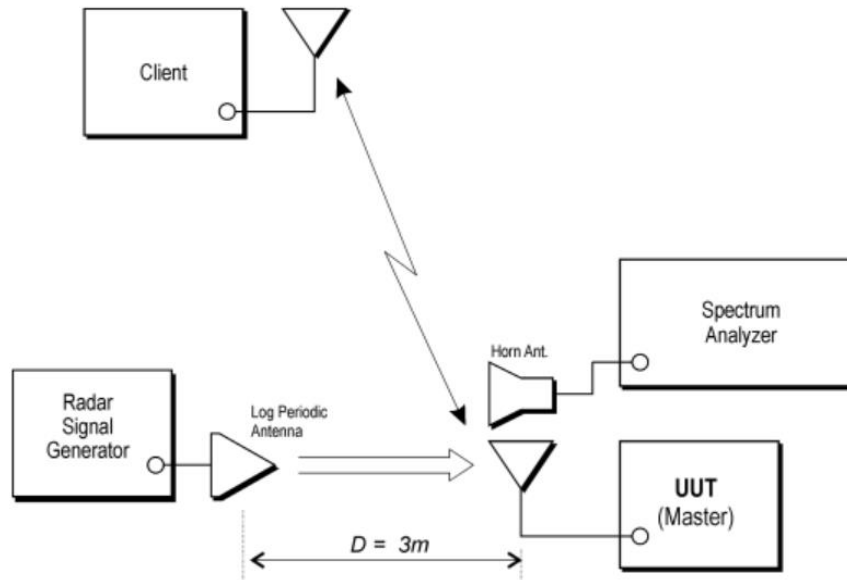 Client
Spectrum
Analyzer
Horn Ant.
Radar
Signal
Generator
Log Periodic
Antenna
UUT
(Master)
D = 3m